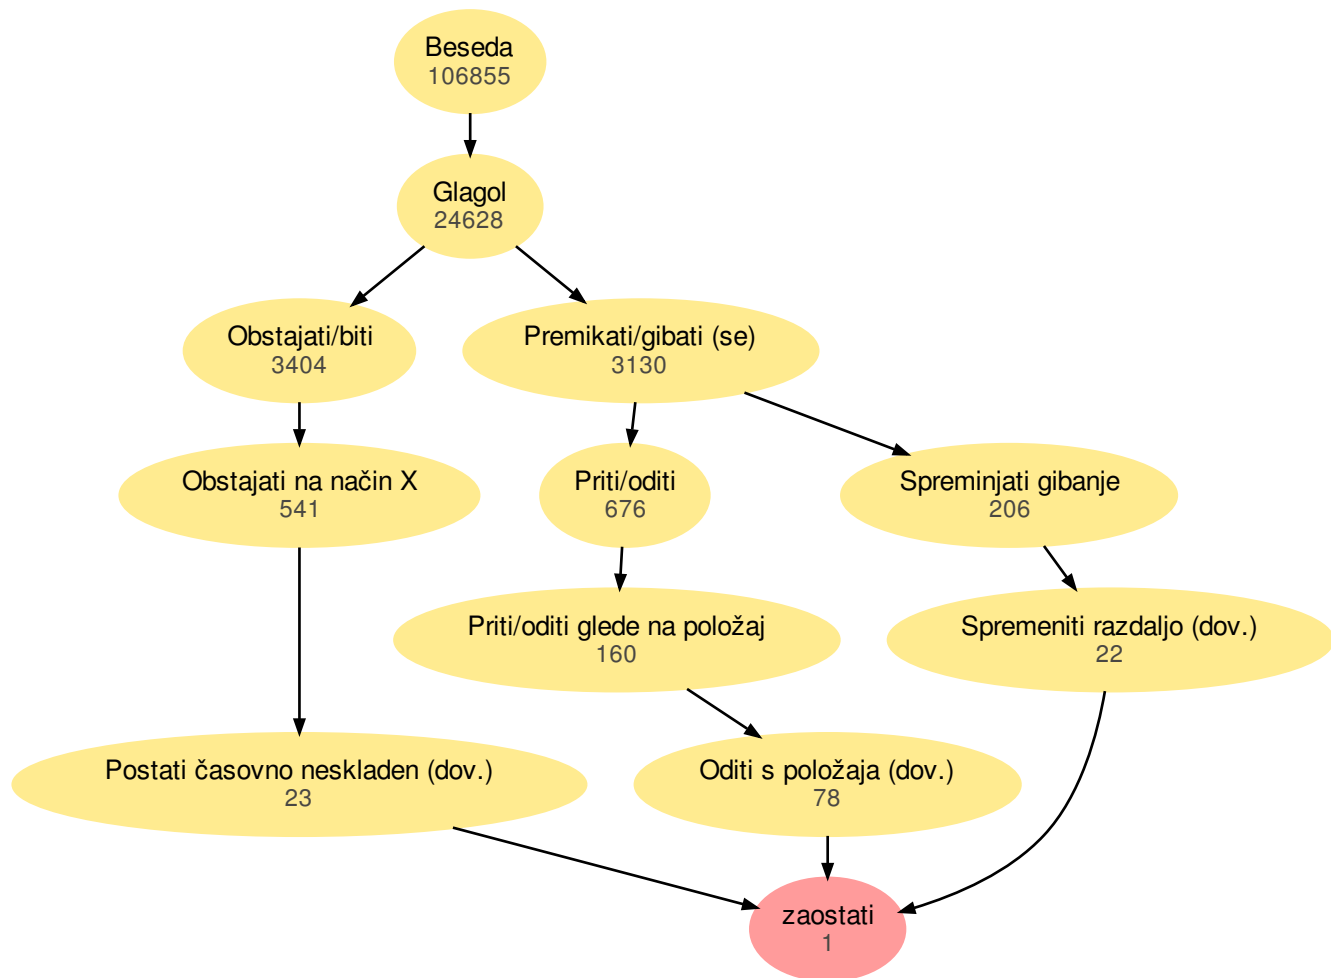 Beseda
106855
Glagol
24628
Obstajati/biti
3404
Premikati/gibati (se)
3130
Obstajati na način X
541
Priti/oditi
676
Spreminjati gibanje
206
Priti/oditi glede na položaj
160
Spremeniti razdaljo (dov.)
22
Postati časovno neskladen (dov.)
23
Oditi s položaja (dov.)
78
zaostati
1